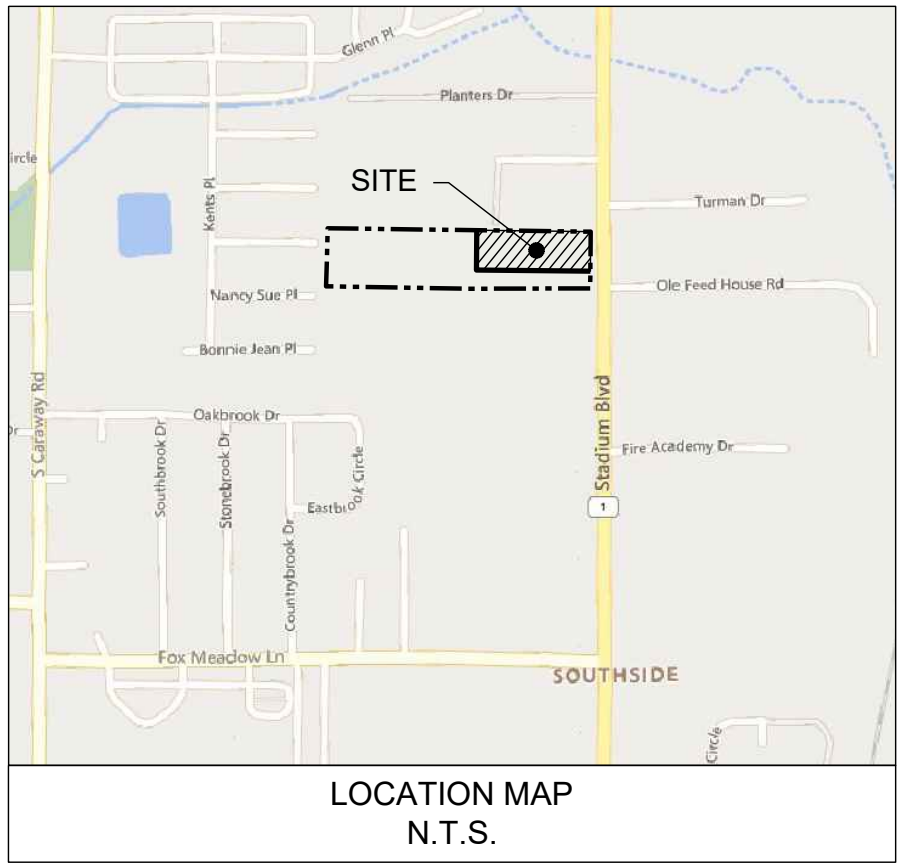 Glenn Pl
Planters Dr
ircle
SITE
Kents Pl
Turman Dr
Nancy Sue Pl
Ole Feed House Rd
Bonnie Jean Pl
S Caraway Rd
Oakbrook Dr
Dr
Stadium Blvd
Southbrook Dr
Stonebrook Dr
Eastbrook Circle
Fire Academy Dr
1
Countrybrook Dr
Fox Meadow Ln
SOUTHSIDE
Circle
LOCATION MAP
N.T.S.